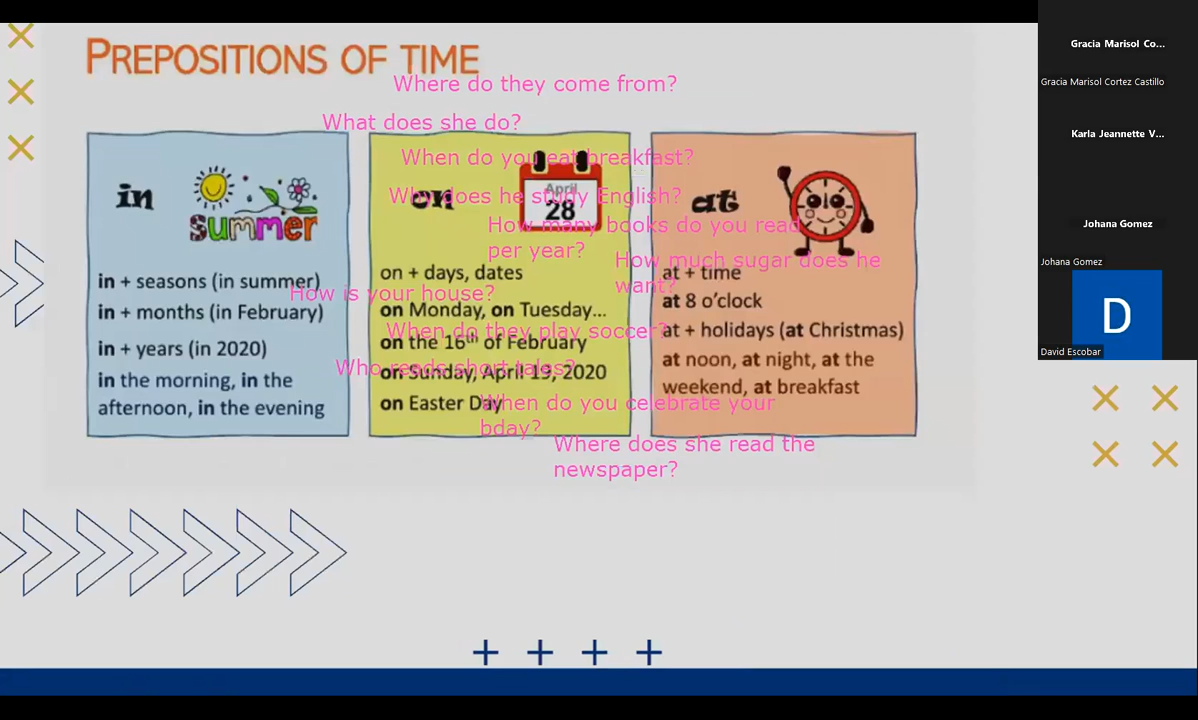 PREPOSITIONS OF TIME
Where do they come from?
What does she do?
When do you eat breakfast?
Why does he study English?
How many books do you read
per year?
How much sugar does he
want?
How is your house?
When do they play soccer?
Who reads short tales?
When do you celebrate your
bday?
Where does she read the
newspaper?
in
summer
in + seasons (in summer)
in + months (in February)
in + years (in 2020)
in the morning, in the
afternoon, in the evening
on
April
28
on + days, dates
on Monday, on Tuesday...
on the 16th of February
on Sunday, April 19, 2020
on Easter Day
at
at + time
at 8 o'clock
at + holidays (at Christmas)
at noon, at night, at the
weekend, at breakfast
Gracia Marisol Co...
Gracia Marisol Cortez Castillo
Karla Jeannette V...
Johana Gomez
Johana Gomez
D
David Escobar